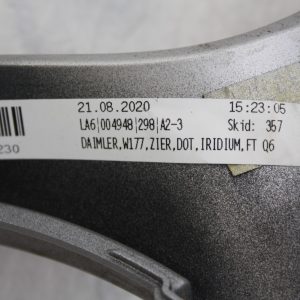 21.08.2020 15:23:05
LA6|004948|298|A2-3 Skid: 357
DAIMLER,W177,ZIER,DOT,IRIDIUM,FT Q6
230